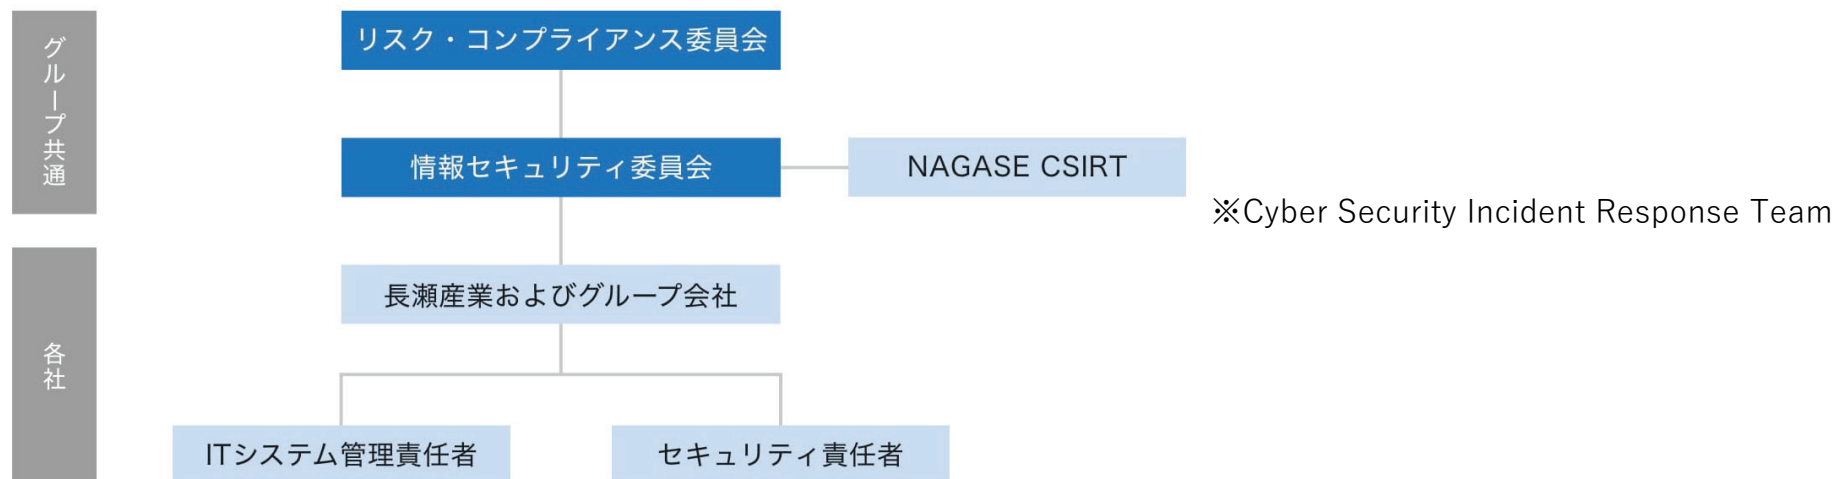 グループ共通
リスク・コンプライアンス委員会
情報セキュリティ委員会
NAGASE CSIRT
※Cyber Security Incident Response Team
各社
長瀬産業およびグループ会社
ITシステム管理責任者
セキュリティ責任者